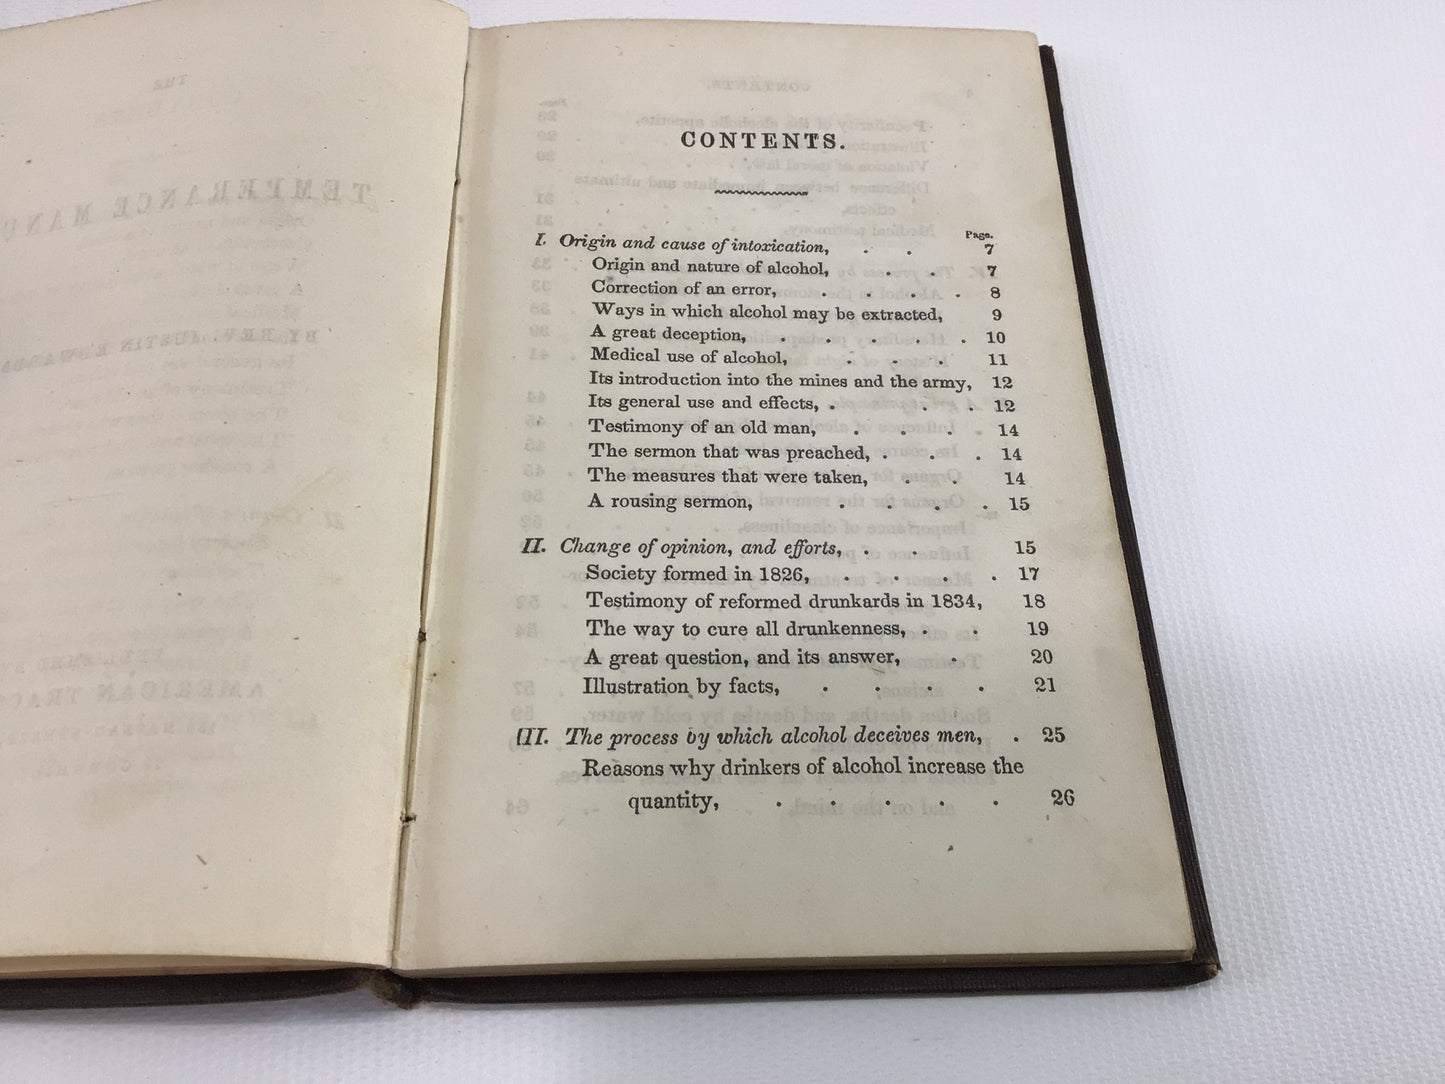 CONTENTS.
Page.
I. Origin and cause of intoxication, . . 7
Origin and nature of alcohol, . . 7
Correction of an error, . . . . 8
Ways in which alcohol may be extracted, 9
A great deception, . . . . . 10
Medical use of alcohol, . . . 11
Its introduction into the mines and the army, 12
Its general use and effects, . . . 12
Testimony of an old man, . . . . 14
The sermon that was preached, . . . 14
The measures that were taken, . . 14
A rousing sermon, . . . . 15
II. Change of opinion, and efforts, . . 15
Society formed in 1826, . . . . 17
Testimony of reformed drunkards in 1834, 18
The way to cure all drunkenness, . . 19
A great question, and its answer, . 20
Illustration by facts, . . . . 21
III. The process by which alcohol deceives men, . 25
Reasons why drinkers of alcohol increase the
quantity, . . . . . 26